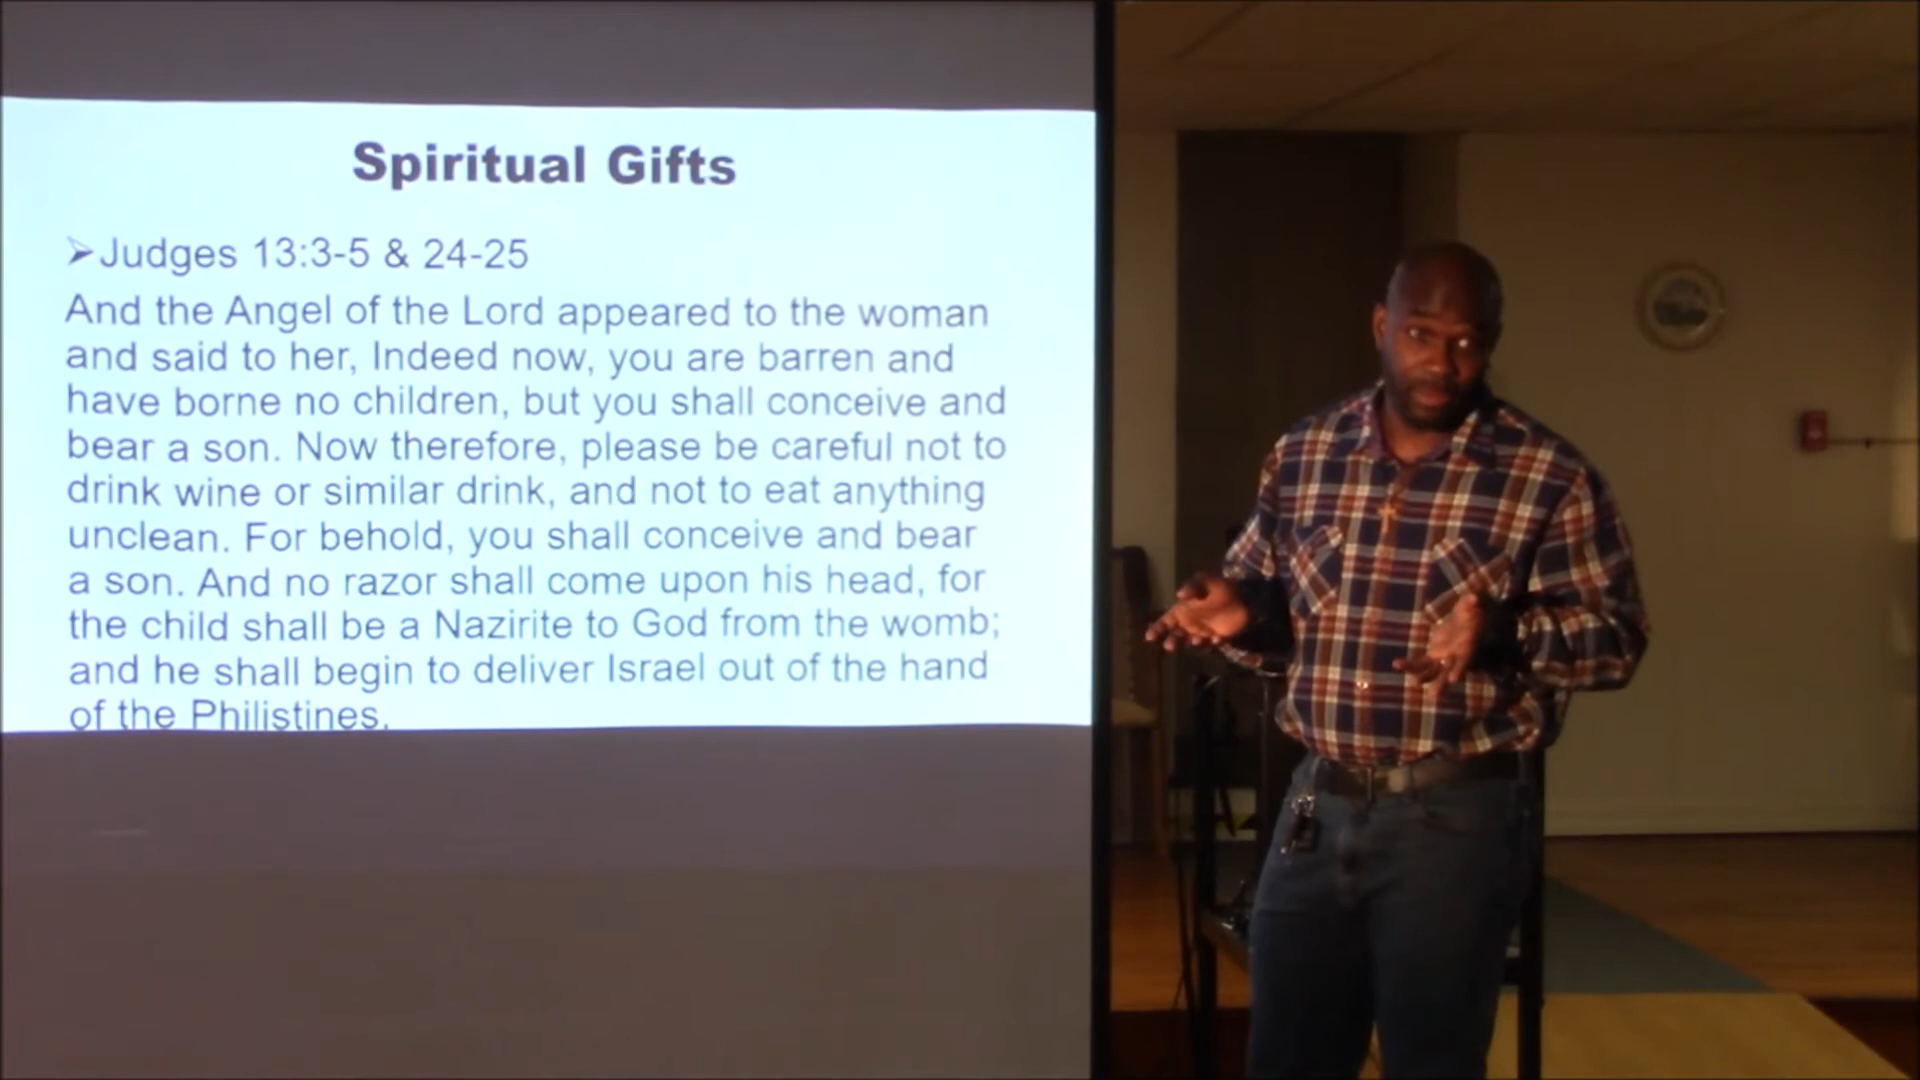 Spiritual Gifts
➢Judges 13:3-5 & 24-25
And the Angel of the Lord appeared to the woman
and said to her, Indeed now, you are barren and
have borne no children, but you shall conceive and
bear a son. Now therefore, please be careful not to
drink wine or similar drink, and not to eat anything
unclean. For behold, you shall conceive and bear
a son. And no razor shall come upon his head, for
the child shall be a Nazirite to God from the womb;
and he shall begin to deliver Israel out of the hand
of the Philistines.